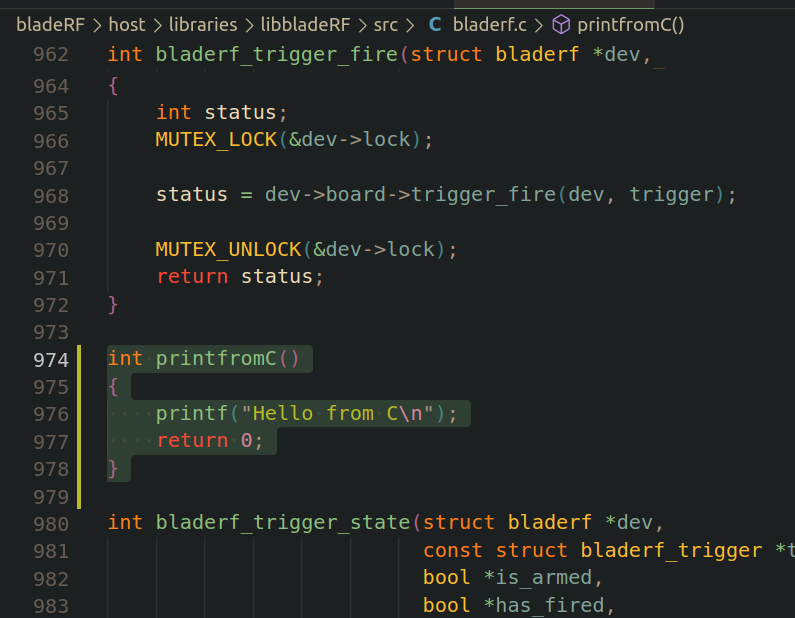 bladeRF > host > libraries > libbladeRF > src > C bladerf.c > printfromC()
962 int bladerf_trigger_fire(struct bladerf *dev,
964 {
965 int status;
966 MUTEX_LOCK(&dev->lock);
967
968 status = dev->board->trigger_fire(dev, trigger);
969
970 MUTEX_UNLOCK(&dev->lock);
971 return status;
972 }
973
974 int printfromC()
975 {
976 printf("Hello from C\n");
977 return 0;
978 }
979
980 int bladerf_trigger_state(struct bladerf *dev,
981 const struct bladerf_trigger *t
982 bool *is_armed,
983 bool *has_fired,